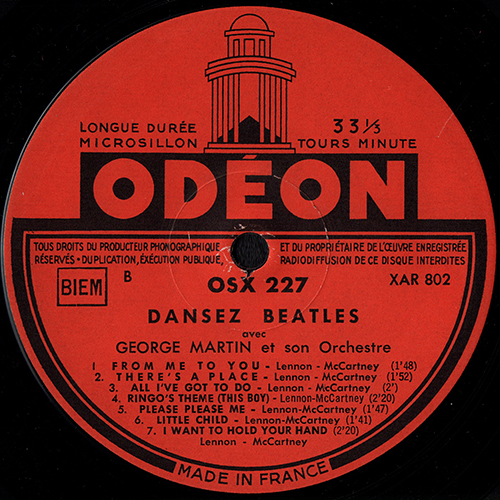 LONGUE DURÉE
MICROSILLON
33 1/3
TOURS MINUTE
ODÉON
TOUS DROITS DU PRODUCTEUR PHONOGRAPHIQUE
RÉSERVÉS • DUPLICATION, EXÉCUTION PUBLIQUE,
ET DU PROPRIÉTAIRE DE L'ŒUVRE ENREGISTRÉE
RADIODIFFUSION DE CE DISQUE INTERDITES
BIEM
B
OSX 227
XAR 802
DANSEZ BEATLES
avec
GEORGE MARTIN et son Orchestre
1 FROM ME TO YOU - Lennon - McCartney (1'48)
2. THERE'S A PLACE - Lennon - McCartney (1'52)
3. ALL I'VE GOT TO DO - Lennon - McCartney (2')
4. RINGO'S THEME (THIS BOY) - Lennon-McCartney (2'20)
5. PLEASE PLEASE ME - Lennon - McCartney (1'47)
6. LITTLE CHILD - Lennon - McCartney (1'41)
7. I WANT TO HOLD YOUR HAND (2'20)
Lennon - McCartney
MADE IN FRANCE